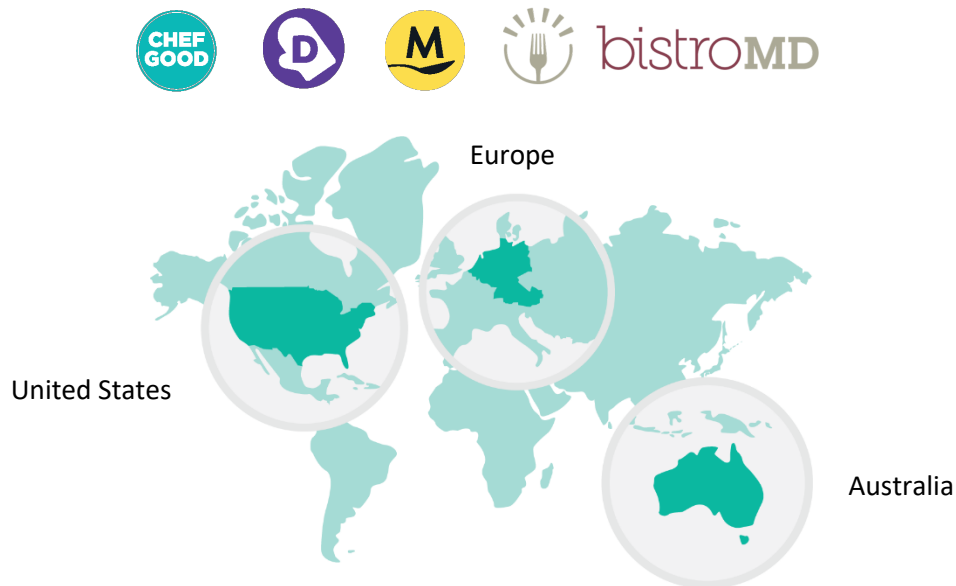 CHEF
GOOD
D
M
bistroMD
Europe
United States
Australia